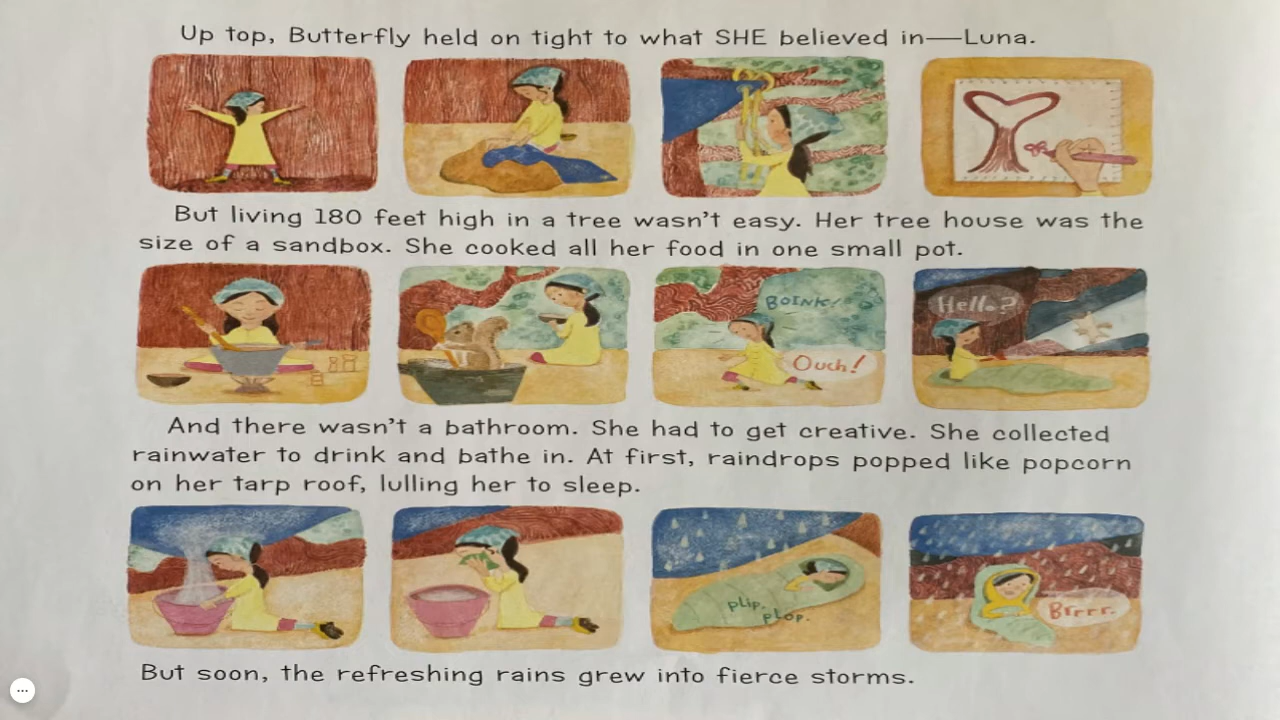 Up top, Butterfly held on tight to what SHE believed in—Luna.
But living 180 feet high in a tree wasn't easy. Her tree house was the
size of a sandbox. She cooked all her food in one small pot.
BOINK!
Hello?
Ouch!
And there wasn't a bathroom. She had to get creative. She collected
rainwater to drink and bathe in. At first, raindrops popped like popcorn
on her tarp roof, lulling her to sleep.
plip.
plop.
Brrrr.
But soon, the refreshing rains grew into fierce storms.